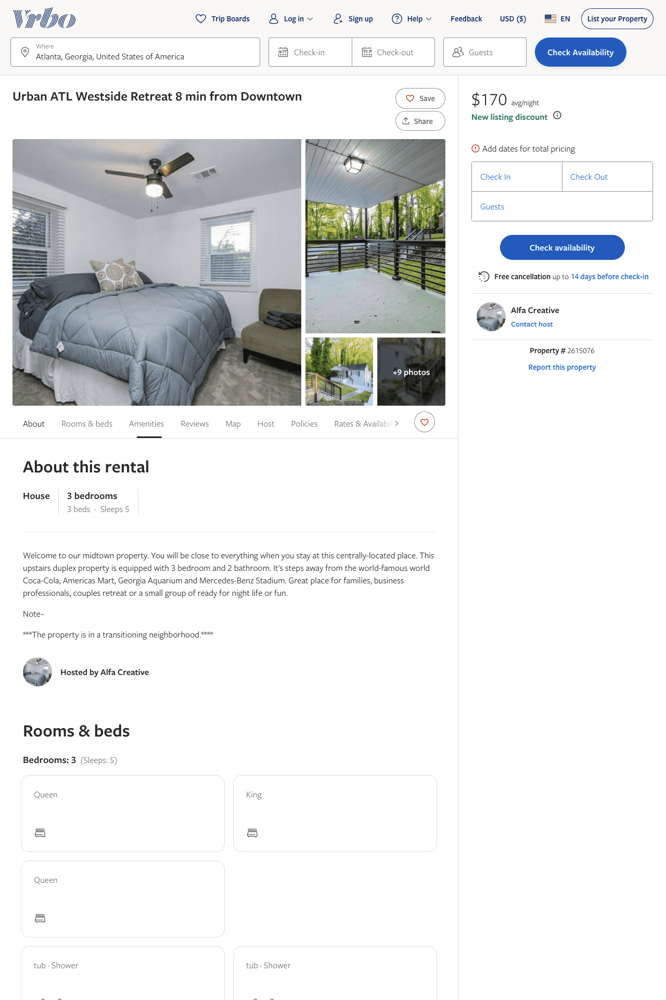 Vrbo
Trip Boards
Log in
Sign up
Help
Feedback
USD ($)
EN
List your Property
Where
Atlanta, Georgia, United States of America
Check-in
Check-out
Guests
Check Availability
Urban ATL Westside Retreat 8 min from Downtown
Save
Share
+9 photos
$170 avg/night
New listing discount
Add dates for total pricing
Check In
Check Out
Guests
Check availability
Free cancellation up to 14 days before check-in
Alfa Creative
Contact host
Property # 2615076
Report this property
About
Rooms & beds
Amenities
Reviews
Map
Host
Policies
Rates & Availabili
About this rental
House
3 bedrooms
3 beds · Sleeps 5
Welcome to our midtown property. You will be close to everything when you stay at this centrally-located place. This
upstairs duplex property is equipped with 3 bedroom and 2 bathroom. It's steps away from the world-famous world
Coca-Cola, Americas Mart, Georgia Aquarium and Mercedes-Benz Stadium. Great place for families, business
professionals, couples retreat or a small group of ready for night life or fun.
Note~
***The property is in a transitioning neighborhood.****
Hosted by Alfa Creative
Rooms & beds
Bedrooms: 3 (Sleeps: 5)
Queen
King
Queen
tub · Shower
tub · Shower